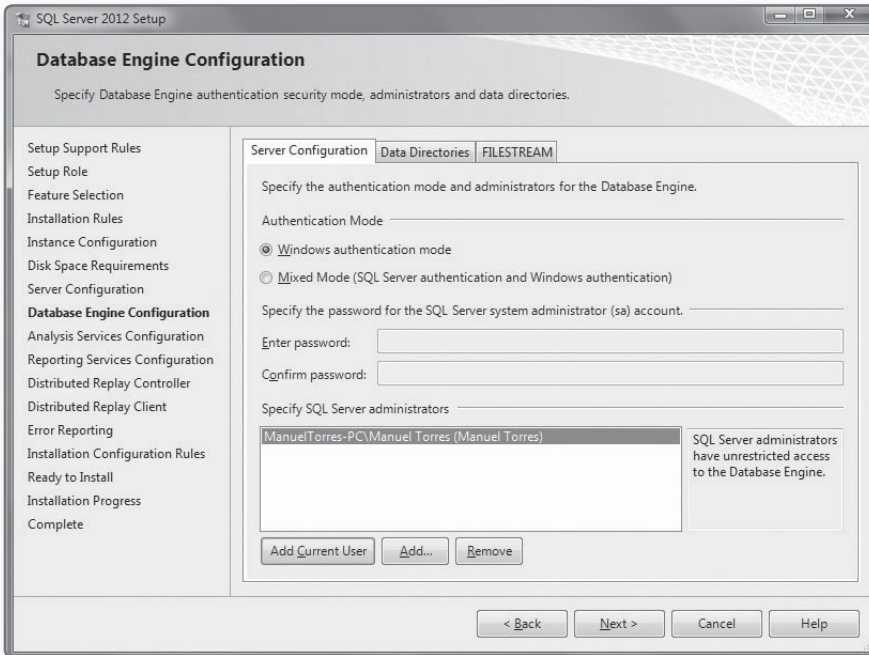 SQL Server 2012 Setup
Database Engine Configuration
Specify Database Engine authentication security mode, administrators and data directories.
Setup Support Rules
Setup Role
Feature Selection
Installation Rules
Instance Configuration
Disk Space Requirements
Server Configuration
Database Engine Configuration
Analysis Services Configuration
Reporting Services Configuration
Distributed Replay Controller
Distributed Replay Client
Error Reporting
Installation Configuration Rules
Ready to Install
Installation Progress
Complete
Server Configuration Data Directories FILESTREAM
Specify the authentication mode and administrators for the Database Engine.
Authentication Mode
Windows authentication mode
Mixed Mode (SQL Server authentication and Windows authentication)
Specify the password for the SQL Server system administrator (sa) account.
Enter password:
Confirm password:
Specify SQL Server administrators
ManuelTorres-PC\Manuel Torres (Manuel Torres)
SQL Server administrators
have unrestricted access
to the Database Engine.
Add Current User Add... Remove
< Back Next > Cancel Help